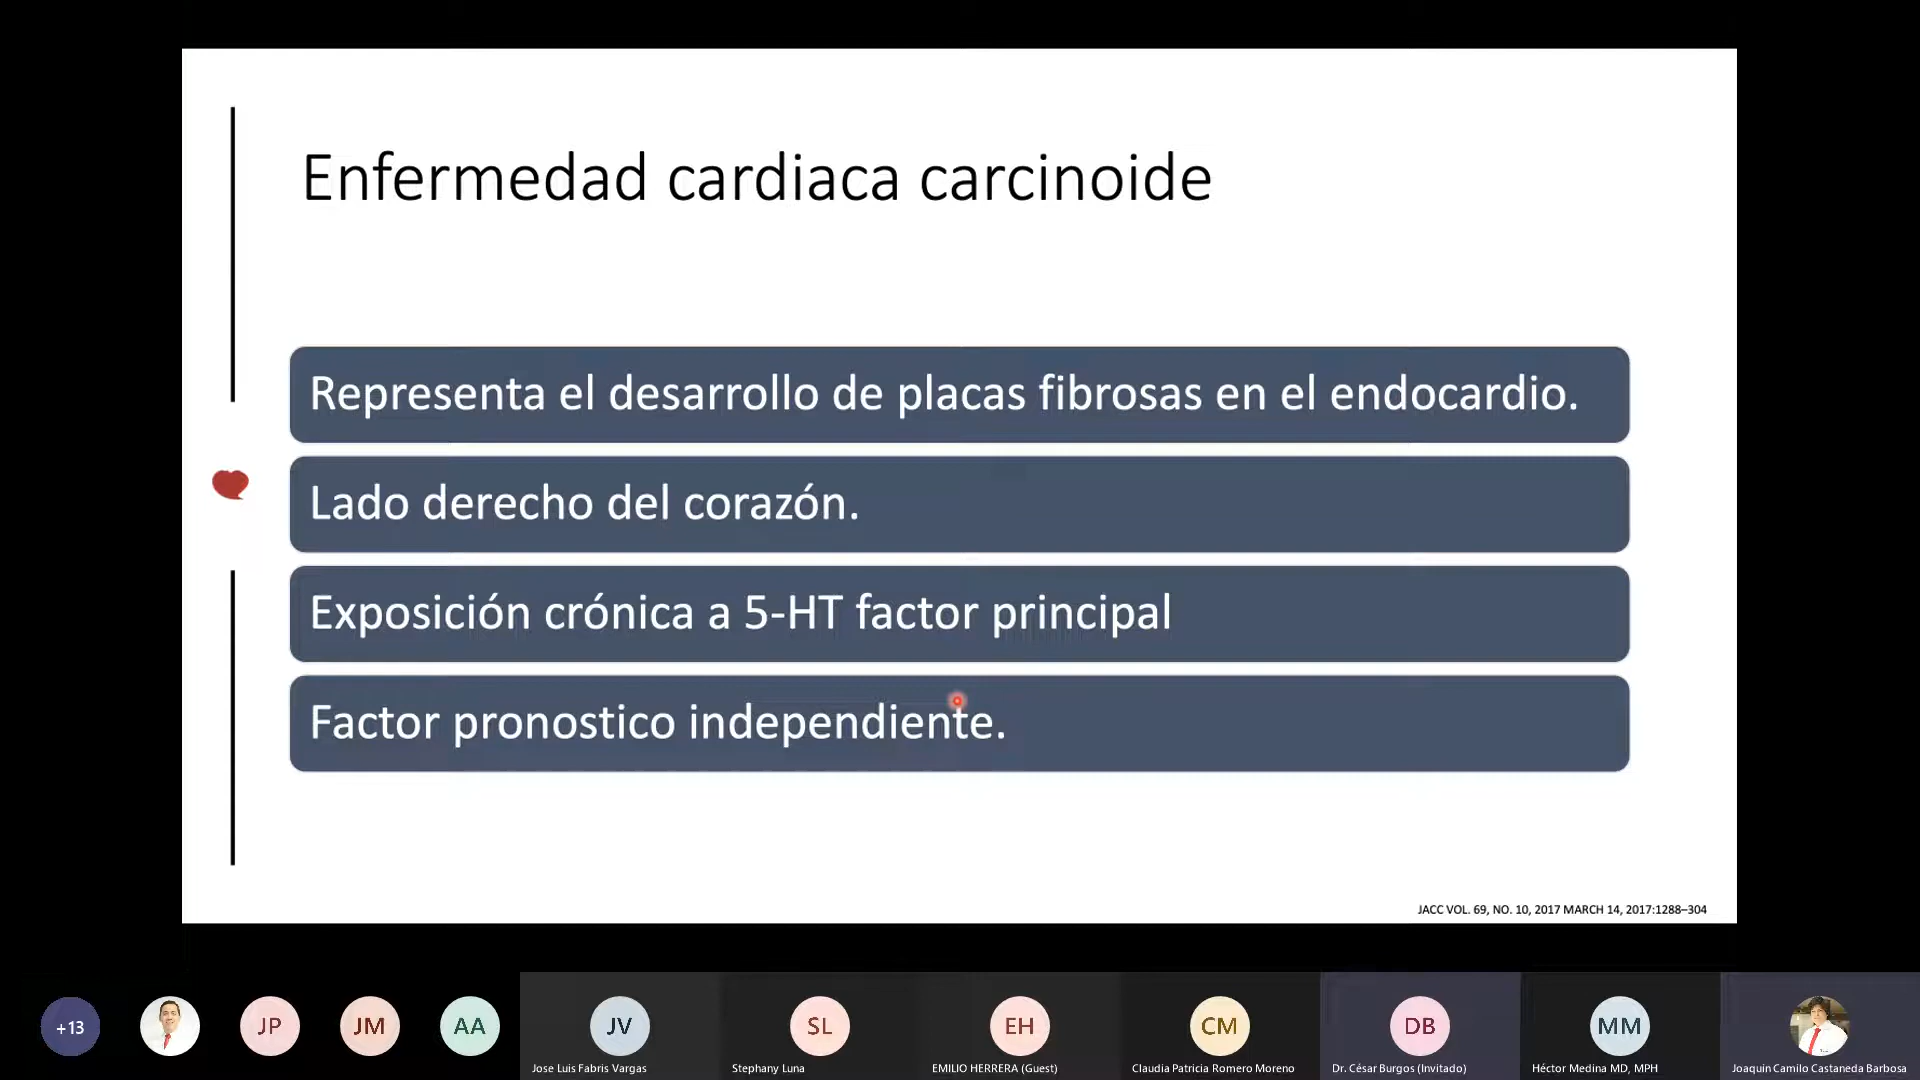 Enfermedad cardiaca carcinoide
Representa el desarrollo de placas fibrosas en el endocardio.
Lado derecho del corazón.
Exposición crónica a 5-HT factor principal
Factor pronostico independiente.
JACC VOL. 69, NO. 10, 2017 MARCH 14, 2017:1288–304
+13
JP
JM
AA
JV
SL
EH
CM
DB
MM
Jose Luis Fabris Vargas
Stephany Luna
EMILIO HERRERA (Guest)
Claudia Patricia Romero Moreno
Dr. César Burgos (Invitado)
Héctor Medina MD, MPH
Joaquin Camilo Castaneda Barbosa